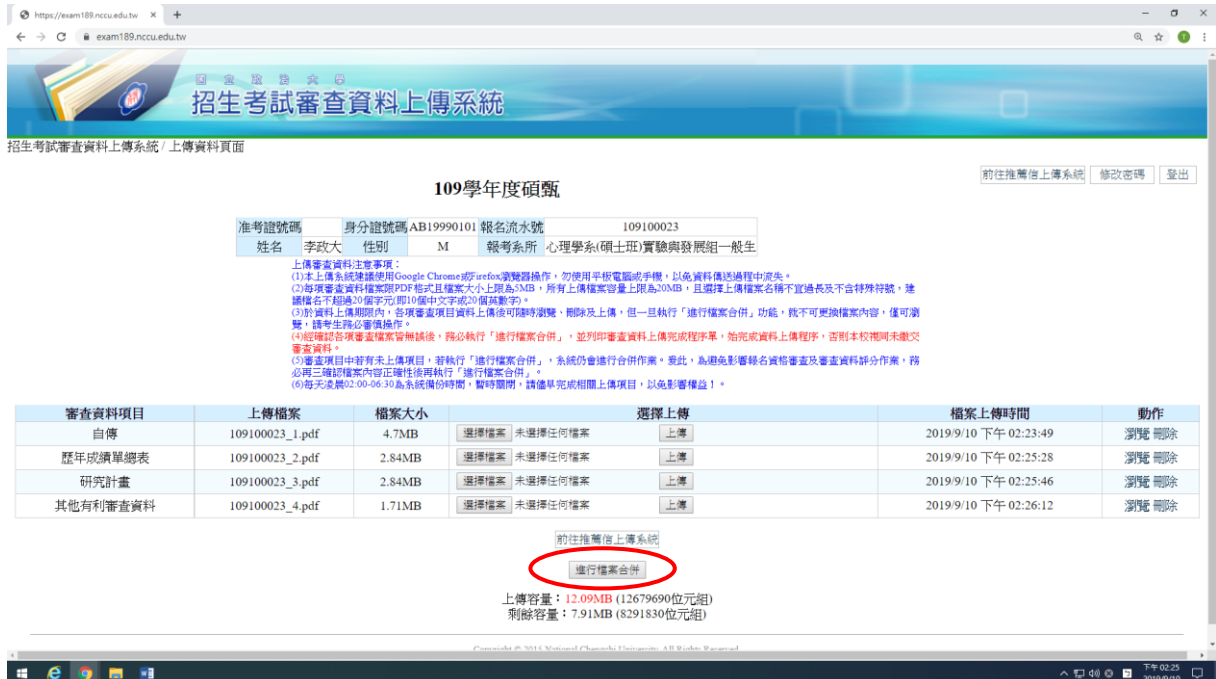 https://exam189.nccu.edu.tw
exam189.nccu.edu.tw
國立政治大學
招生考試審查資料上傳系統
招生考試審查資料上傳系統 / 上傳資料頁面
前往推薦信上傳系統 修改密碼 登出
109學年度碩甄
准考證號碼 身分證號碼 AB19990101 報名流水號 109100023
姓名 李政大 性別 M 報考系所 心理學系(碩士班)實驗與發展組一般生
上傳審查資料注意事項：
(1)本上傳系統建議使用Google Chrome或Firefox瀏覽器操作，勿使用平板電腦或手機，以免資料傳送過程中流失。
(2)每項審查資料檔案限PDF格式且檔案大小上限為5MB，所有上傳檔案容量上限為20MB，且選擇上傳檔案名稱不宜過長及不含特殊符號，建
議檔名不超過20個字元(即10個中文字或20個英數字)。
(3)於資料上傳期限內，各項審查項目資料上傳後可隨時瀏覽、刪除及上傳，但一旦執行「進行檔案合併」功能，就不可更換檔案內容，僅可瀏
覽，請考生務必審慎操作。
(4)經確認各項審查檔案皆無誤後，務必執行「進行檔案合併」，並列印審查資料上傳完成程序單，始完成資料上傳程序，否則本校視同未繳交
審查資料。
(5)審查項目中若有未上傳項目，若執行「進行檔案合併」，系統仍會進行合併作業。爰此，為避免影響報名資格審查及審查資料評分作業，務
必再三確認檔案內容正確性後再執行「進行檔案合併」。
(6)每天凌晨02:00-06:30為系統備份時間，暫時關閉，請儘早完成相關上傳項目，以免影響權益！。
審查資料項目 上傳檔案 檔案大小 選擇上傳 檔案上傳時間 動作
自傳 109100023_1.pdf 4.7MB 選擇檔案 未選擇任何檔案 上傳 2019/9/10 下午 02:23:49 瀏覽 刪除
歷年成績單總表 109100023_2.pdf 2.84MB 選擇檔案 未選擇任何檔案 上傳 2019/9/10 下午 02:25:28 瀏覽 刪除
研究計畫 109100023_3.pdf 2.84MB 選擇檔案 未選擇任何檔案 上傳 2019/9/10 下午 02:25:46 瀏覽 刪除
其他有利審查資料 109100023_4.pdf 1.71MB 選擇檔案 未選擇任何檔案 上傳 2019/9/10 下午 02:26:12 瀏覽 刪除
前往推薦信上傳系統
進行檔案合併
上傳容量：12.09MB (12679690位元組)
剩餘容量：7.91MB (8291830位元組)
Copyright © 2015 National Chengchi University. All Rights Reserved
下午 02:25
2019/9/10